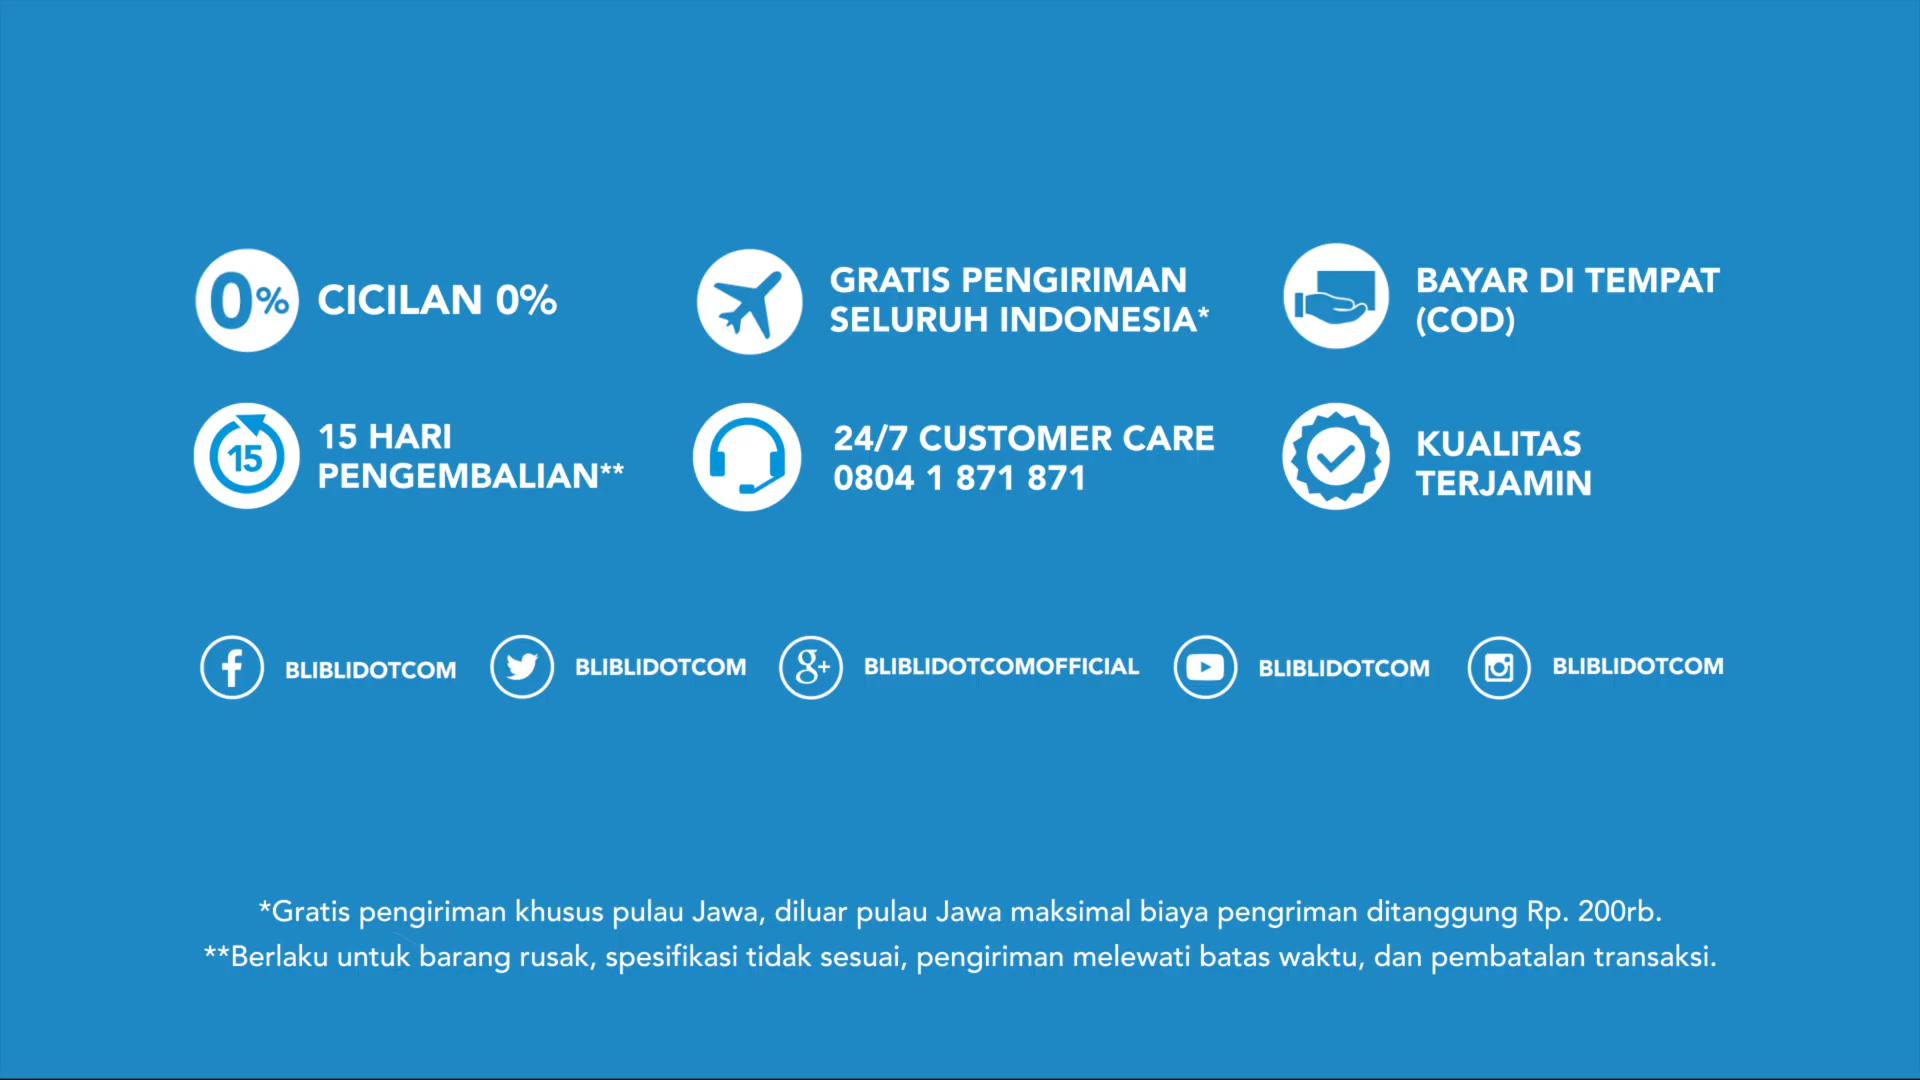 0% CICILAN 0%
GRATIS PENGIRIMAN
SELURUH INDONESIA*
BAYAR DI TEMPAT
(COD)
15
15 HARI
PENGEMBALIAN**
24/7 CUSTOMER CARE
0804 1 871 871
KUALITAS
TERJAMIN
f BLIBLIDOTCOM
BLIBLIDOTCOM
g+ BLIBLIDOTCOMOFFICIAL
BLIBLIDOTCOM
BLIBLIDOTCOM
*Gratis pengiriman khusus pulau Jawa, diluar pulau Jawa maksimal biaya pengriman ditanggung Rp. 200rb.
**Berlaku untuk barang rusak, spesifikasi tidak sesuai, pengiriman melewati batas waktu, dan pembatalan transaksi.